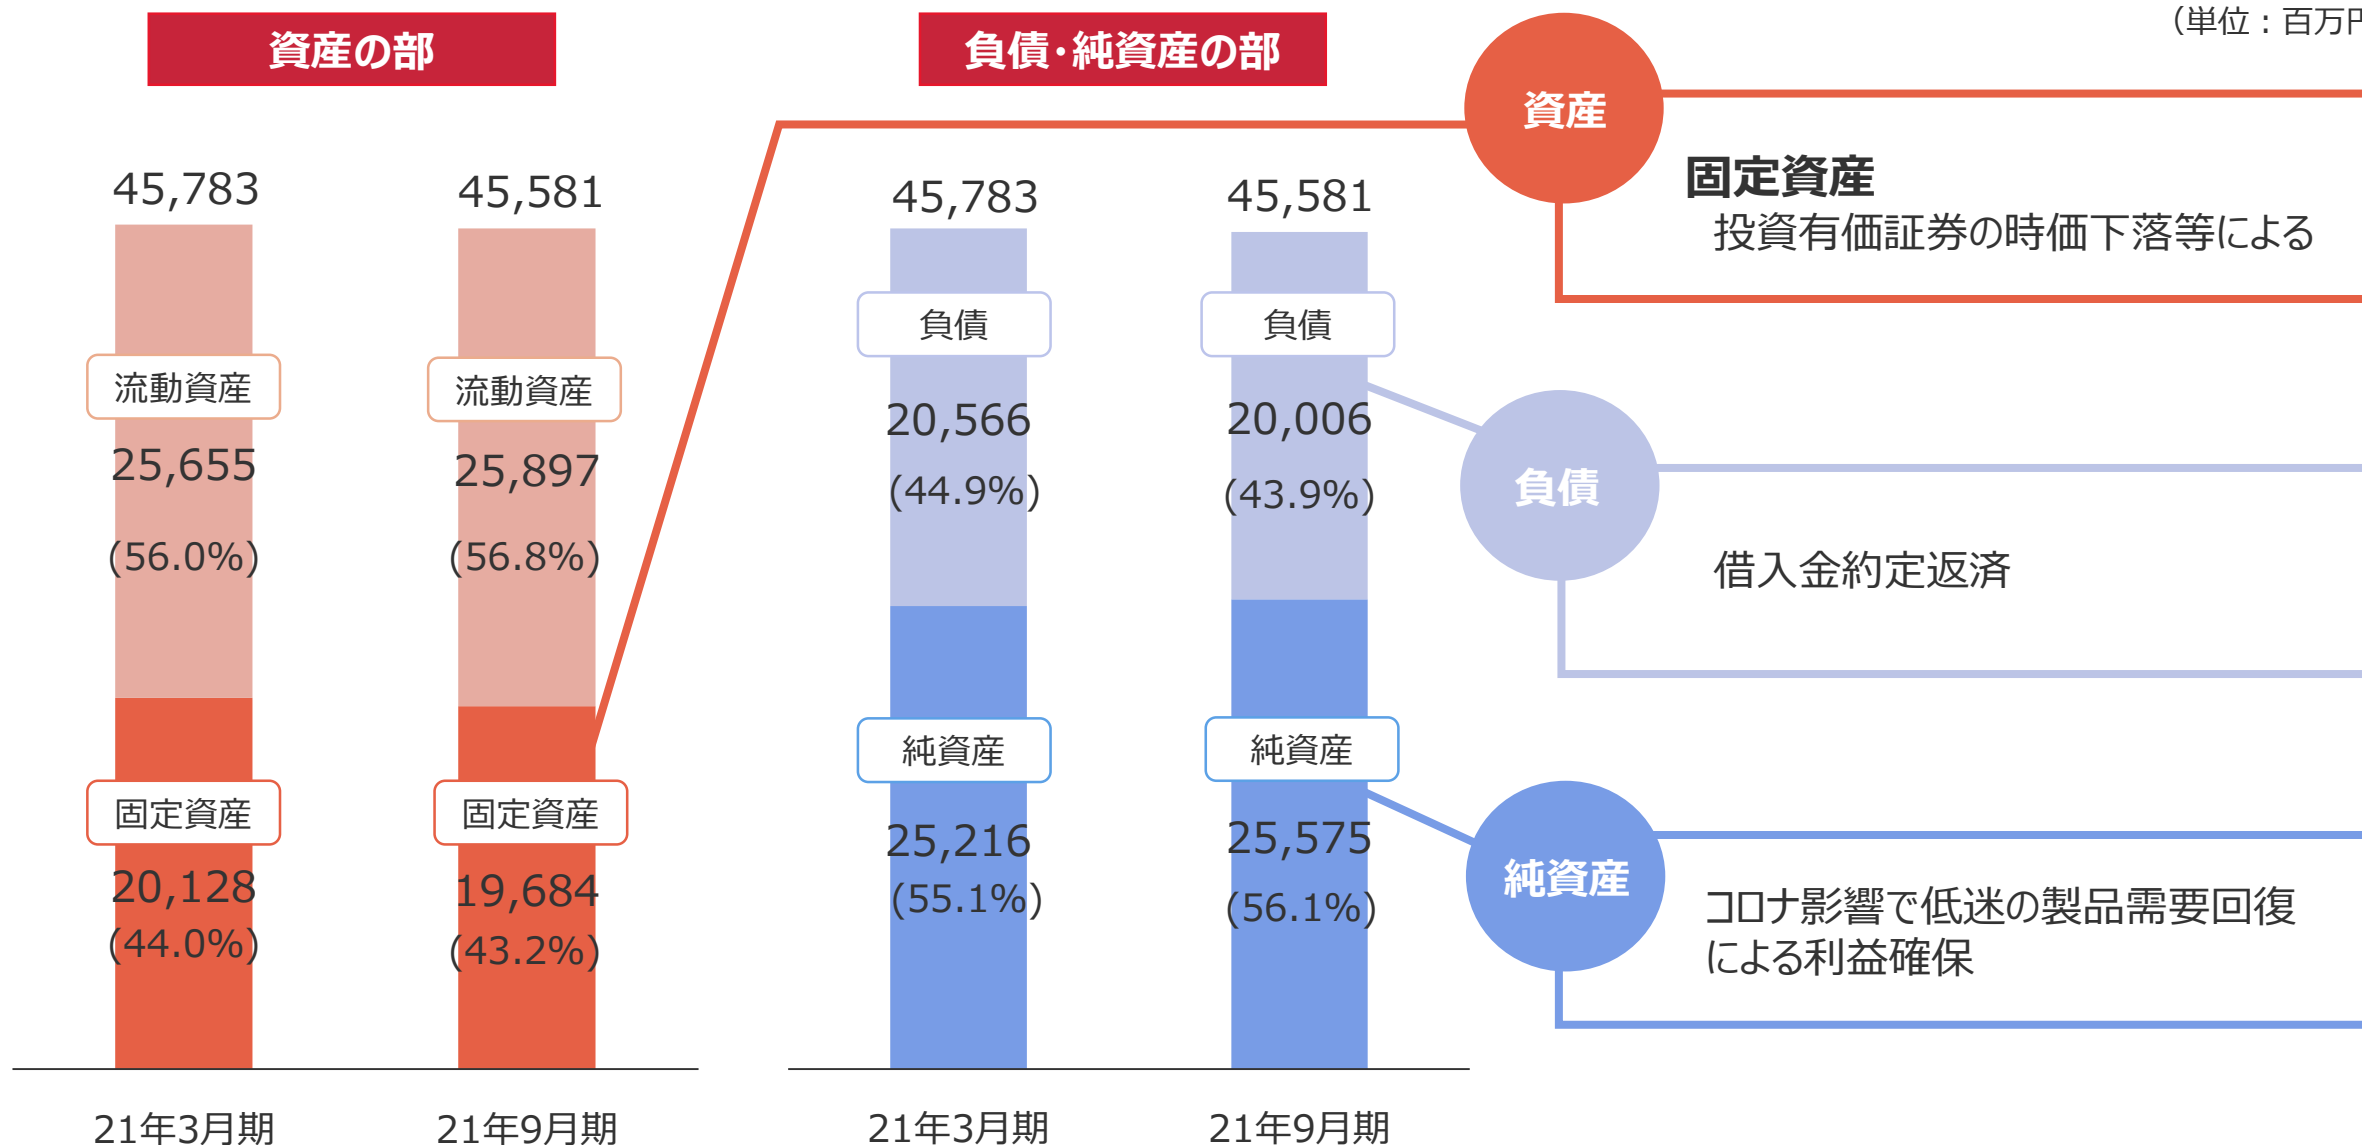 資産の部
負債・純資産の部
（単位：百万円
45,783
45,581
流動資産
流動資産
25,655
25,897
(56.0%)
(56.8%)
固定資産
固定資産
20,128
19,684
(44.0%)
(43.2%)
21年3月期
21年9月期
45,783
45,581
負債
負債
20,566
20,006
(44.9%)
(43.9%)
純資産
純資産
25,216
25,575
(55.1%)
(56.1%)
21年3月期
21年9月期
資産
固定資産
投資有価証券の時価下落等による
負債
借入金約定返済
純資産
コロナ影響で低迷の製品需要回復
による利益確保